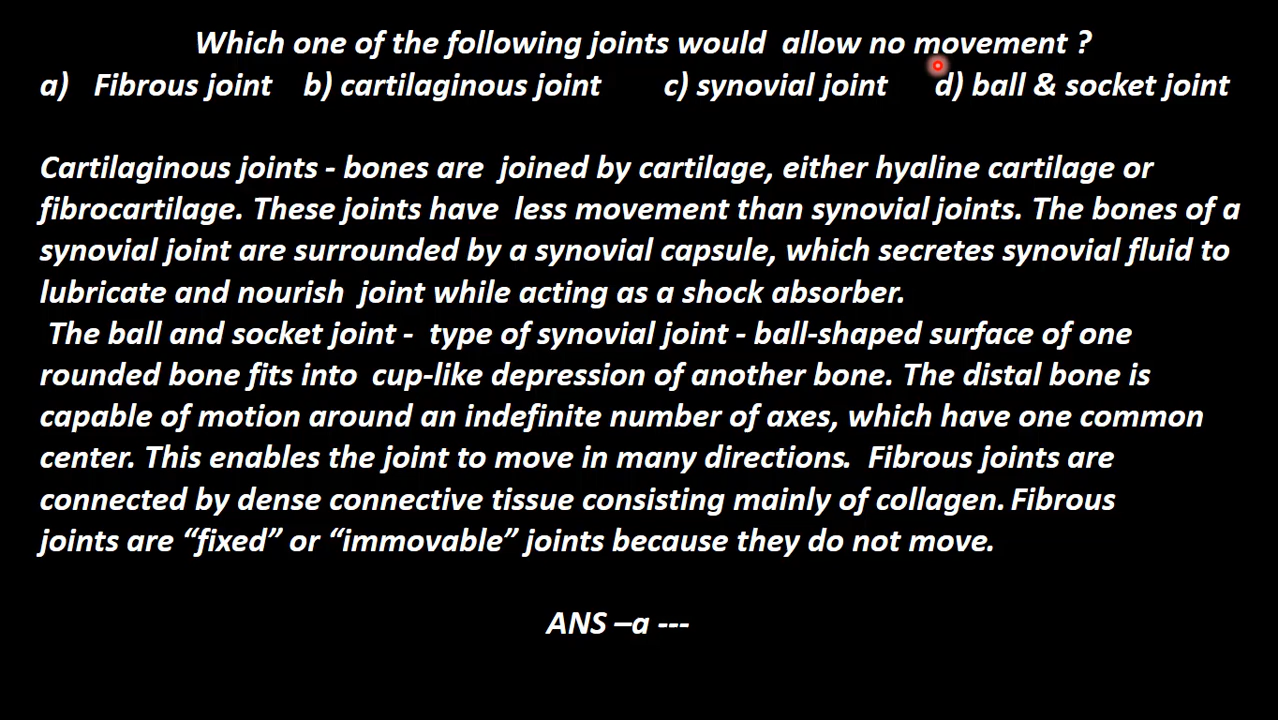 Which one of the following joints would allow no movement ?
a) Fibrous joint b) cartilaginous joint c) synovial joint d) ball & socket joint
Cartilaginous joints - bones are joined by cartilage, either hyaline cartilage or
fibrocartilage. These joints have less movement than synovial joints. The bones of a
synovial joint are surrounded by a synovial capsule, which secretes synovial fluid to
lubricate and nourish joint while acting as a shock absorber.
The ball and socket joint - type of synovial joint - ball-shaped surface of one
rounded bone fits into cup-like depression of another bone. The distal bone is
capable of motion around an indefinite number of axes, which have one common
center. This enables the joint to move in many directions. Fibrous joints are
connected by dense connective tissue consisting mainly of collagen. Fibrous
joints are “fixed” or “immovable” joints because they do not move.
ANS –a ---